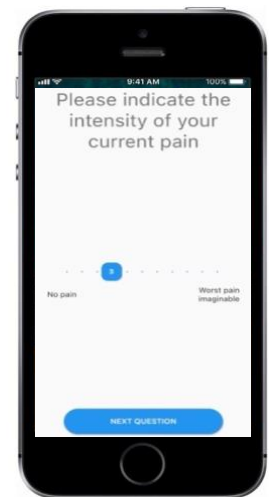 9:41 AM 100%
Please indicate the
intensity of your
current pain
No pain
Worst pain
imaginable
NEXT QUESTION